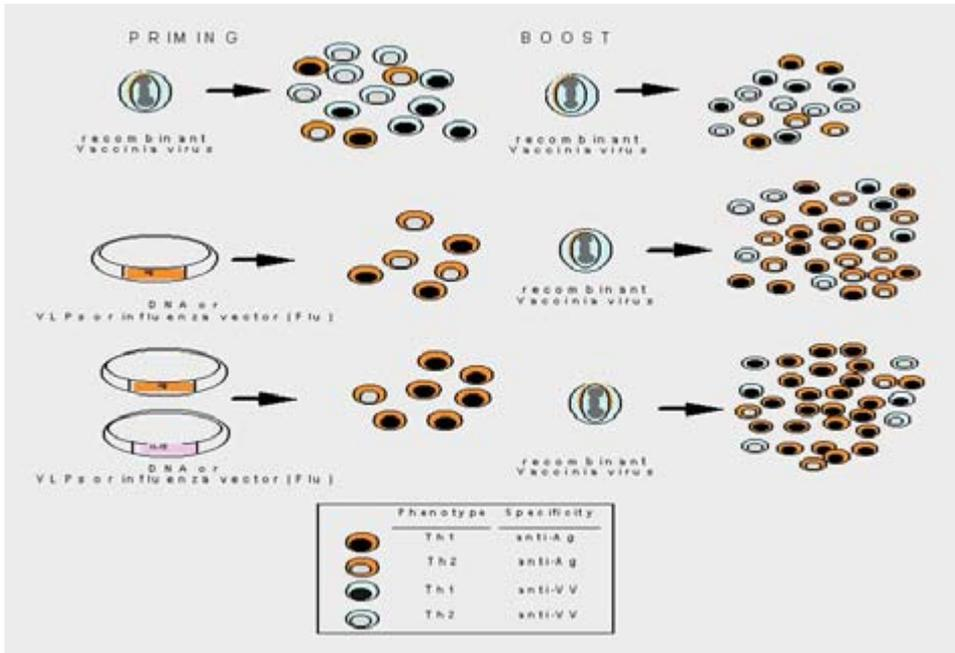 PRIMING
BOOST
recombinant
Vaccinia virus
recombinant
Vaccinia virus
DNA or
VLPs or influenza vector (Flu)
recombinant
Vaccinia virus
DNA or
VLPs or influenza vector (Flu)
recombinant
Vaccinia virus
Phenotype Specificity
Th1 anti-Ag
Th2 anti-Ag
Th1 anti-VV
Th2 anti-VV